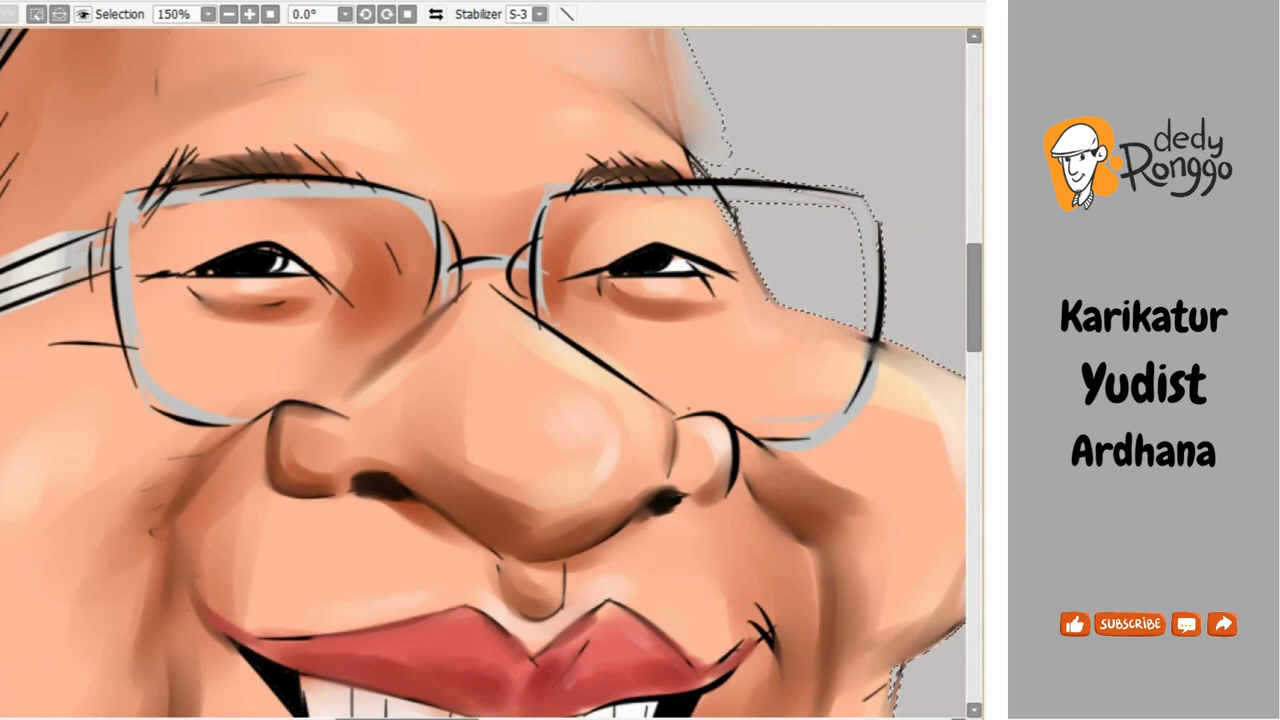 Selection 150% 0.0° Stabilizer S-3
dedy
Ronggo
Karikatur
Yudist
Ardhana
SUBSCRIBE